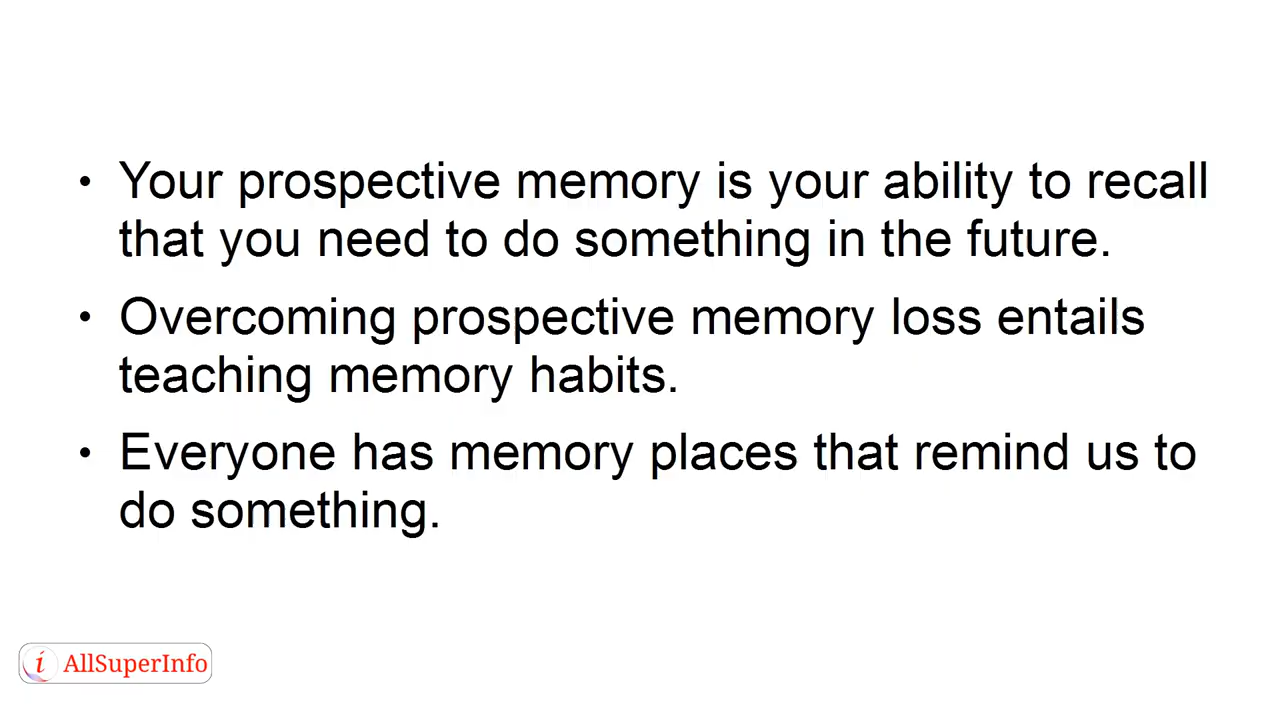 • Your prospective memory is your ability to recall
that you need to do something in the future.
• Overcoming prospective memory loss entails
teaching memory habits.
• Everyone has memory places that remind us to
do something.
i AllSuperInfo